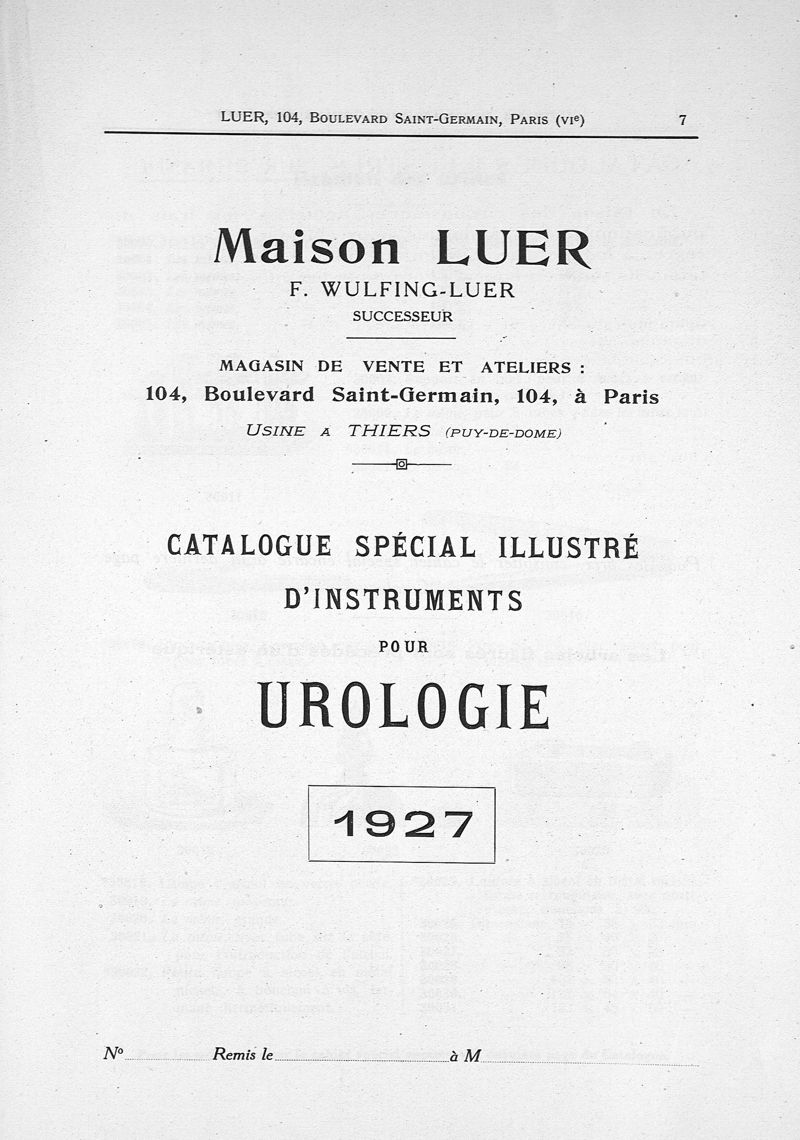 LUER, 104, BOULEVARD SAINT-GERMAIN, PARIS (VIe) 7
Maison LUER
F. WULFING-LUER
SUCCESSEUR
MAGASIN DE VENTE ET ATELIERS :
104, Boulevard Saint-Germain, 104, à Paris
USINE A THIERS (PUY-DE-DOME)
CATALOGUE SPÉCIAL ILLUSTRÉ
D'INSTRUMENTS
POUR
UROLOGIE
1927
No Remis le à M